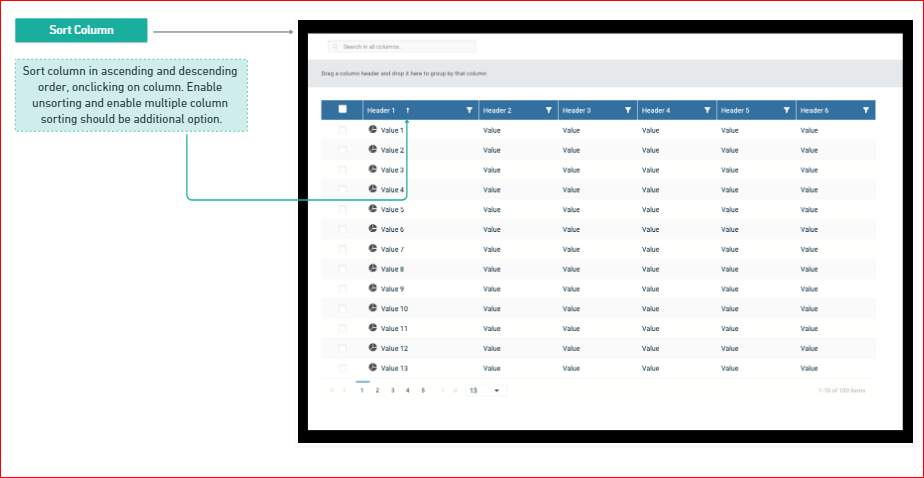 Sort Column
Sort column in ascending and descending
order, onclicking on column. Enable
unsorting and enable multiple column
sorting should be additional option.
Search in all columns...
Drag a column header and drop it here to group by that column
Header 1 Header 2 Header 3 Header 4 Header 5 Header 6
Value 1 Value Value Value Value Value
Value 2 Value Value Value Value Value
Value 3 Value Value Value Value Value
Value 4 Value Value Value Value Value
Value 5 Value Value Value Value Value
Value 6 Value Value Value Value Value
Value 7 Value Value Value Value Value
Value 8 Value Value Value Value Value
Value 9 Value Value Value Value Value
Value 10 Value Value Value Value Value
Value 11 Value Value Value Value Value
Value 12 Value Value Value Value Value
Value 13 Value Value Value Value Value
1 2 3 4 5 13 1-10 of 100 items